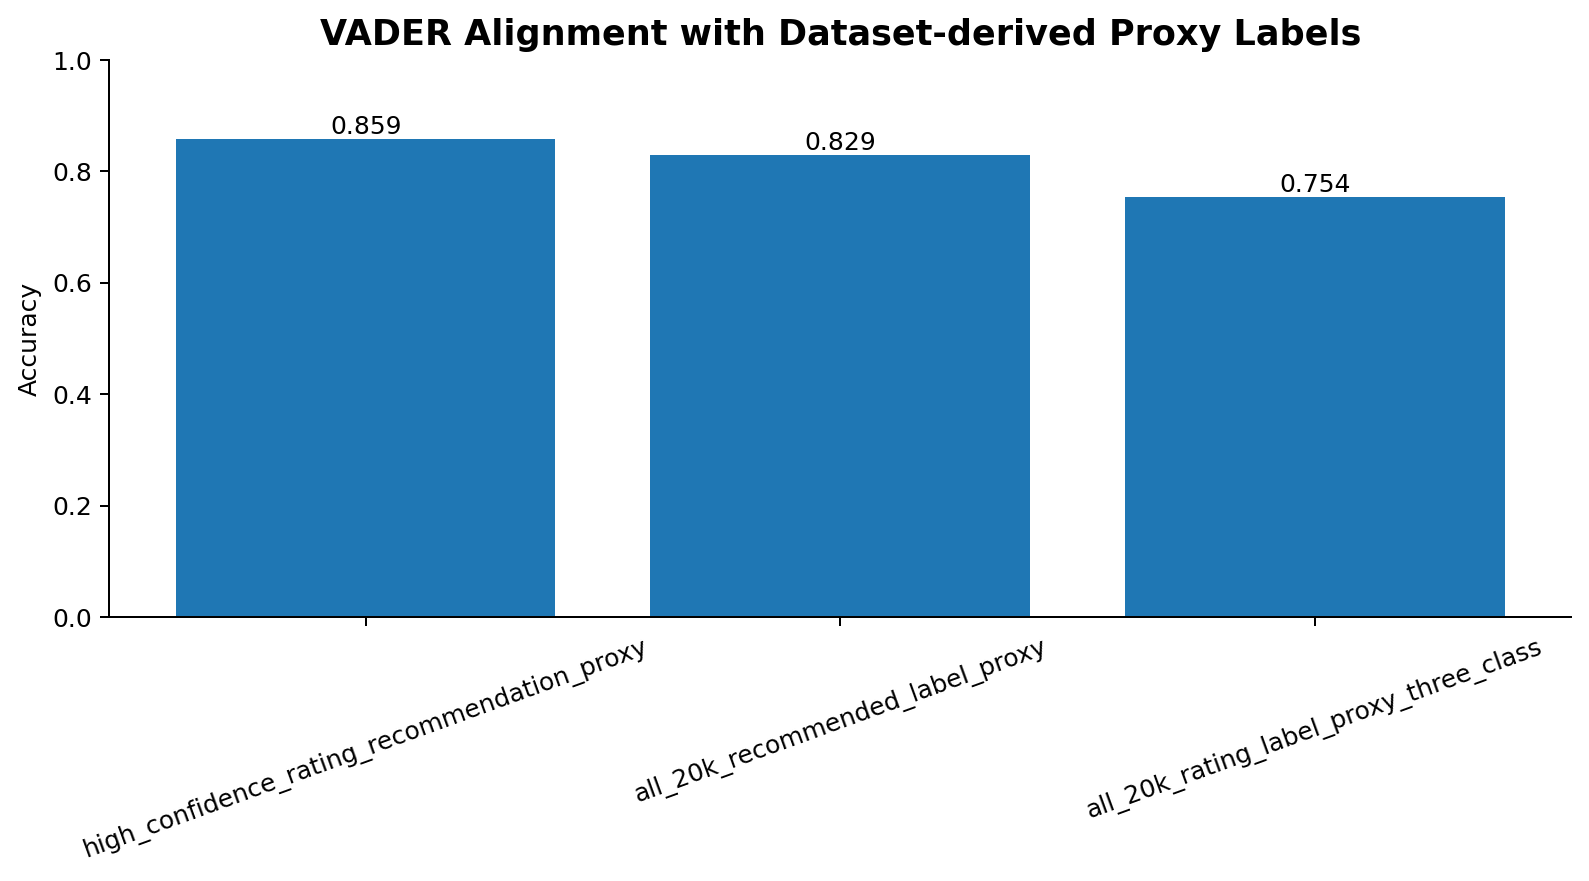 VADER Alignment with Dataset-derived Proxy Labels
1.0
0.8
0.6
0.4
0.2
0.0
Accuracy
0.859
0.829
0.754
high_confidence_rating_recommendation_proxy
all_20k_recommended_label_proxy
all_20k_rating_label_proxy_three_class